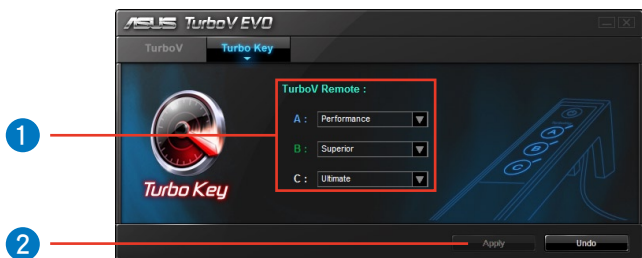 ASUS TurboV EVO
TurboV
Turbo Key
TurboV Remote :
1
A : Performance
B : Superior
C : Ultimate
A
B
C
Turbo Key
2
Apply
Undo